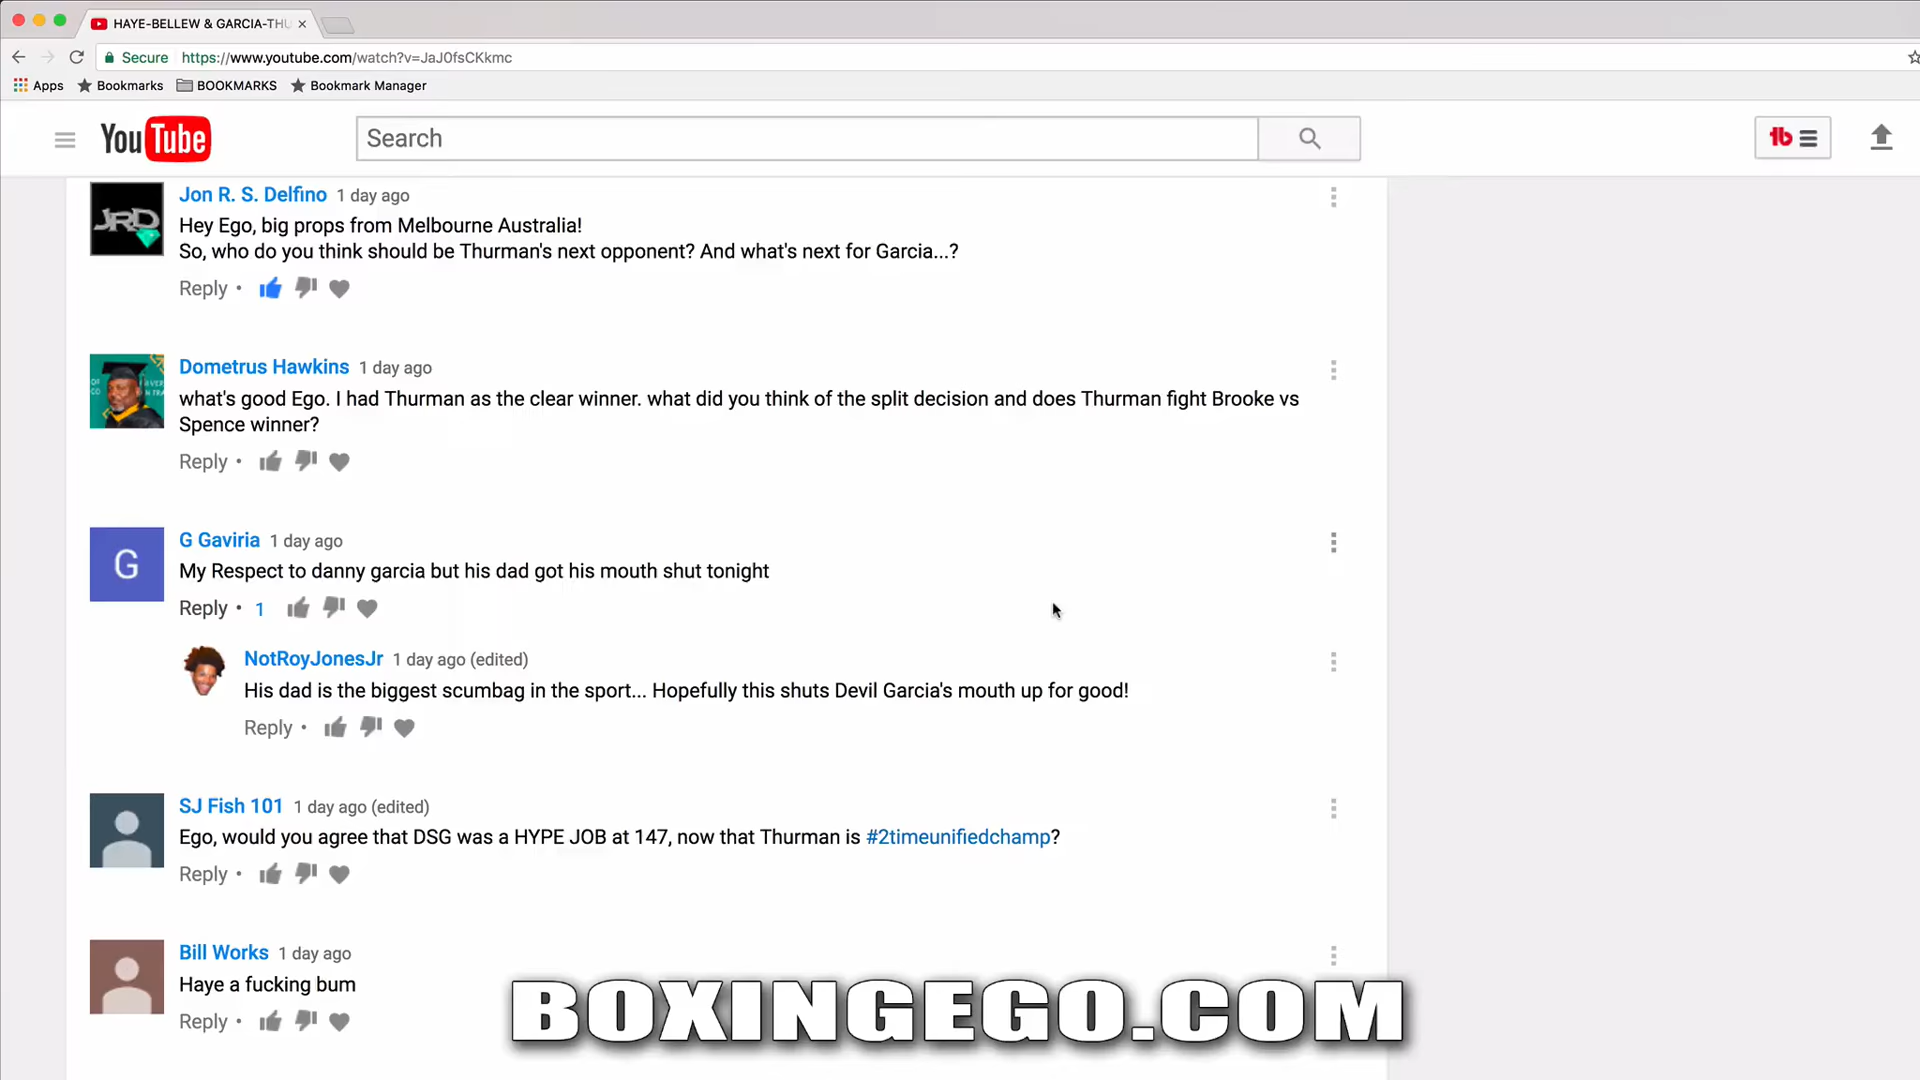 HAYE-BELLEW & GARCIA-THU
Secure https://www.youtube.com/watch?v=JaJ0fsCKkmc
Apps Bookmarks BOOKMARKS Bookmark Manager
YouTube Search tb
JRD
Jon R. S. Delfino 1 day ago
Hey Ego, big props from Melbourne Australia!
So, who do you think should be Thurman's next opponent? And what's next for Garcia...?
Reply •
Dometrus Hawkins 1 day ago
what's good Ego. I had Thurman as the clear winner. what did you think of the split decision and does Thurman fight Brooke vs
Spence winner?
Reply •
G
G Gaviria 1 day ago
My Respect to danny garcia but his dad got his mouth shut tonight
Reply • 1
NotRoyJonesJr 1 day ago (edited)
His dad is the biggest scumbag in the sport... Hopefully this shuts Devil Garcia's mouth up for good!
Reply •
SJ Fish 101 1 day ago (edited)
Ego, would you agree that DSG was a HYPE JOB at 147, now that Thurman is #2timeunifiedchamp?
Reply •
Bill Works 1 day ago
Haye a fucking bum
Reply •
BOXINGEGO.COM